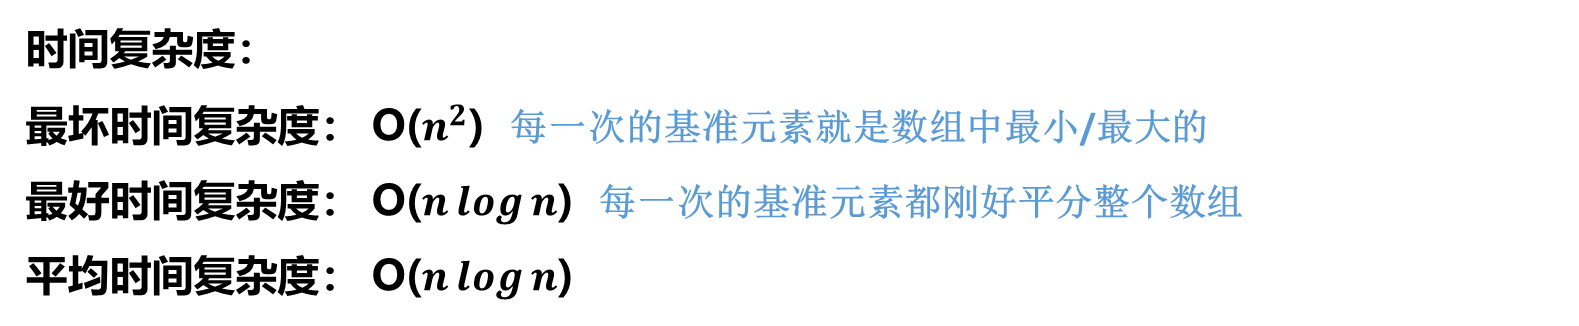 时间复杂度：
最坏时间复杂度： O(n²) 每一次的基准元素就是数组中最小/最大的
最好时间复杂度： O(n log n) 每一次的基准元素都刚好平分整个数组
平均时间复杂度： O(n log n)